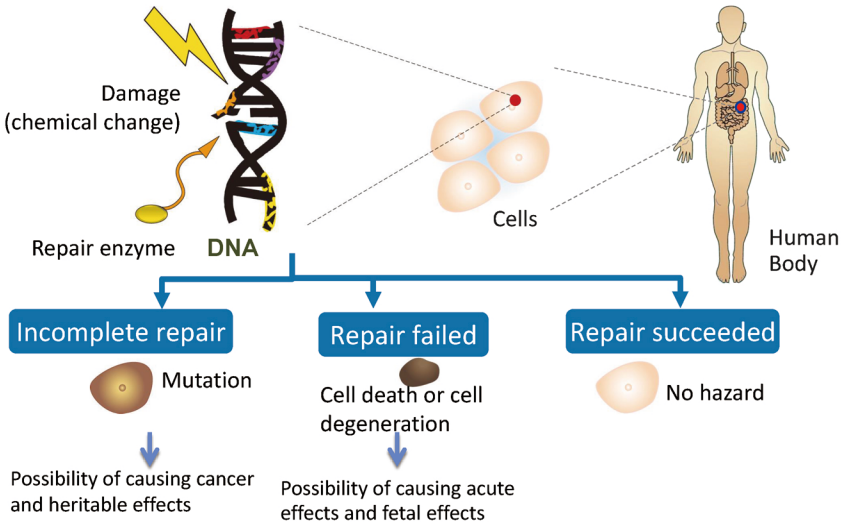 Damage
(chemical change)
Repair enzyme
DNA
Cells
Human
Body
Incomplete repair
Repair failed
Repair succeeded
Mutation
Cell death or cell
degeneration
No hazard
Possibility of causing cancer
and heritable effects
Possibility of causing acute
effects and fetal effects